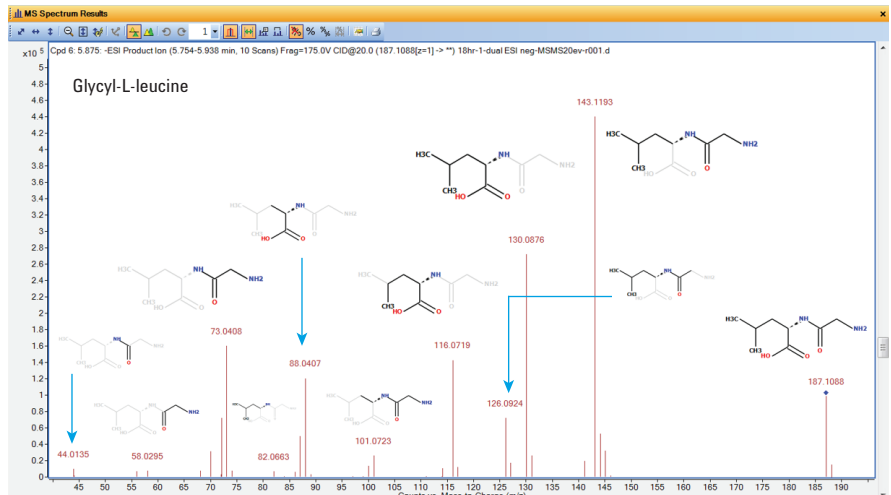 MS Spectrum Results
1
x10 5
Cpd 6: 5.875: -ESI Product Ion (5.754-5.938 min, 10 Scans) Frag=175.0V CID@20.0 (187.1088[z=1] -> **) 18hr-1-dual ESI neg-MSMS20ev-r001.d
Glycyl-L-leucine
5
4.8
4.6
4.4
4.2
4
3.8
3.6
3.4
3.2
3
2.8
2.6
2.4
2.2
2
1.8
1.6
1.4
1.2
1
0.8
0.6
0.4
0.2
0
143.1193
130.0876
73.0408
88.0407
116.0719
126.0924
187.1088
101.0723
82.0663
58.0295
44.0135
H3C
CH3
HO
O
NH
O
NH2
45 50 55 60 65 70 75 80 85 90 95 100 105 110 115 120 125 130 135 140 145 150 155 160 165 170 175 180 185 190
Counts vs. Mass-to-Charge (m/z)